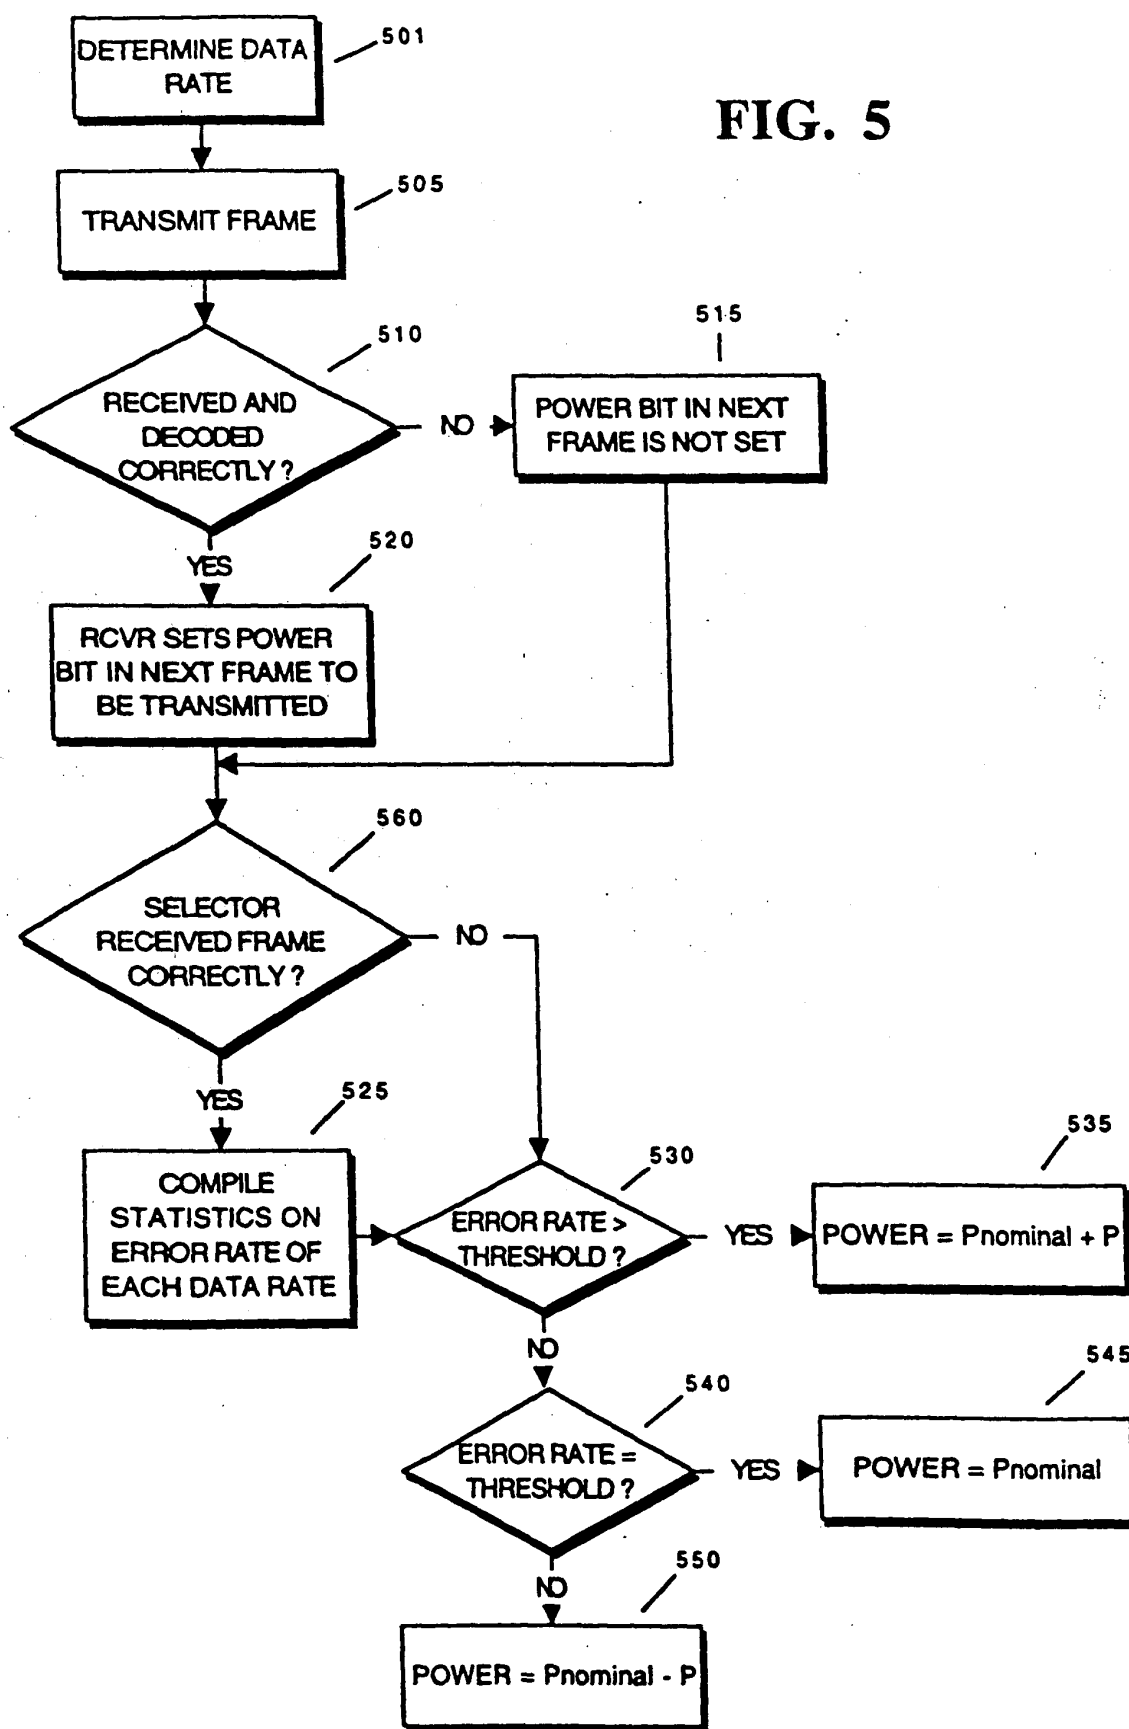 DETERMINE DATA
RATE
501
FIG. 5
TRANSMIT FRAME
505
RECEIVED AND
DECODED
CORRECTLY ?
510
NO
515
POWER BIT IN NEXT
FRAME IS NOT SET
YES
520
RCVR SETS POWER
BIT IN NEXT FRAME TO
BE TRANSMITTED
560
SELECTOR
RECEIVED FRAME
CORRECTLY ?
NO
YES
525
COMPILE
STATISTICS ON
ERROR RATE OF
EACH DATA RATE
530
ERROR RATE >
THRESHOLD ?
YES
535
POWER = Pnominal + P
NO
540
ERROR RATE =
THRESHOLD ?
YES
545
POWER = Pnominal
NO
550
POWER = Pnominal - P